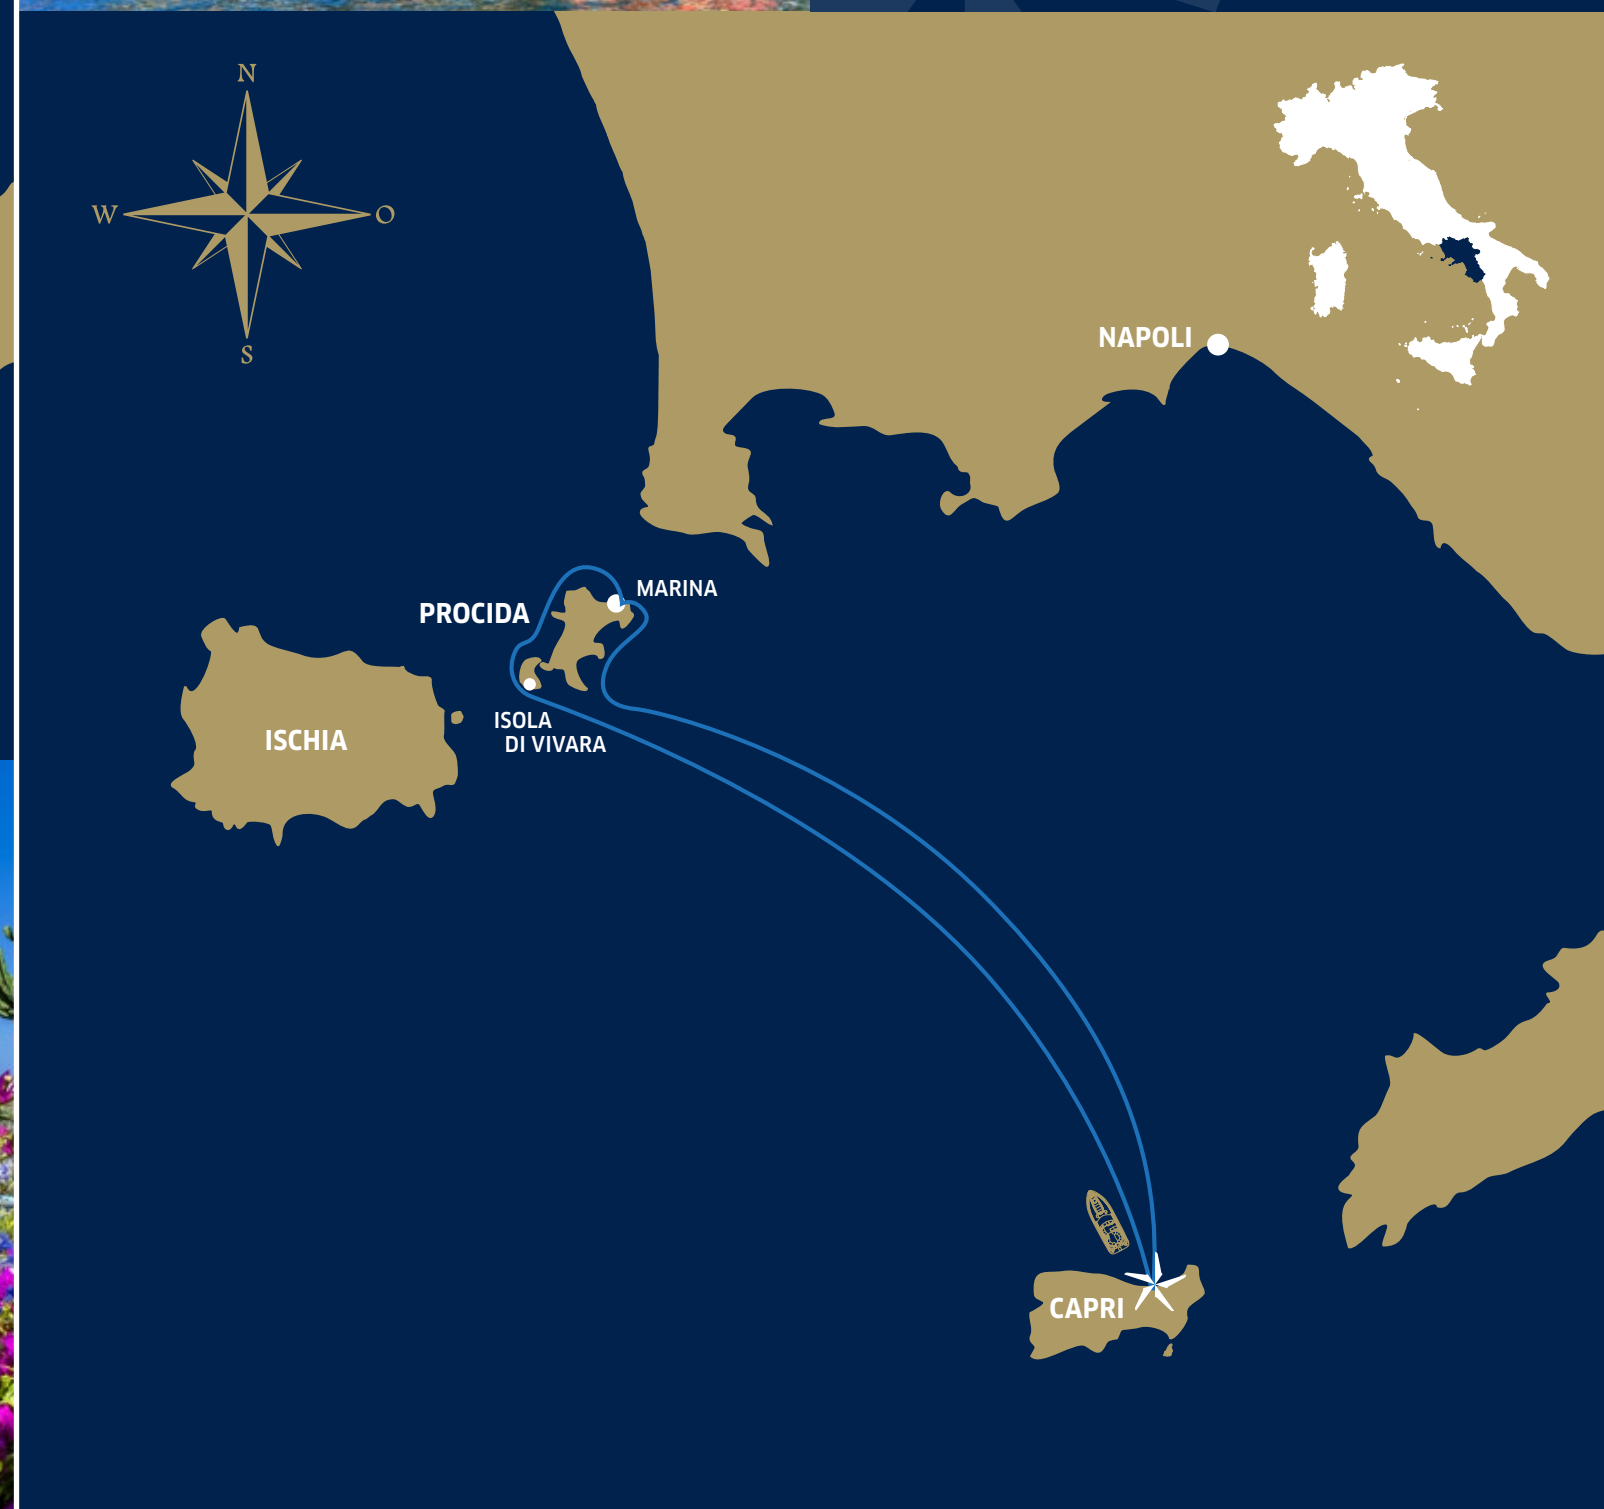 N
W
O
S
NAPOLI
MARINA
PROCIDA
ISOLA
DI VIVARA
ISCHIA
CAPRI